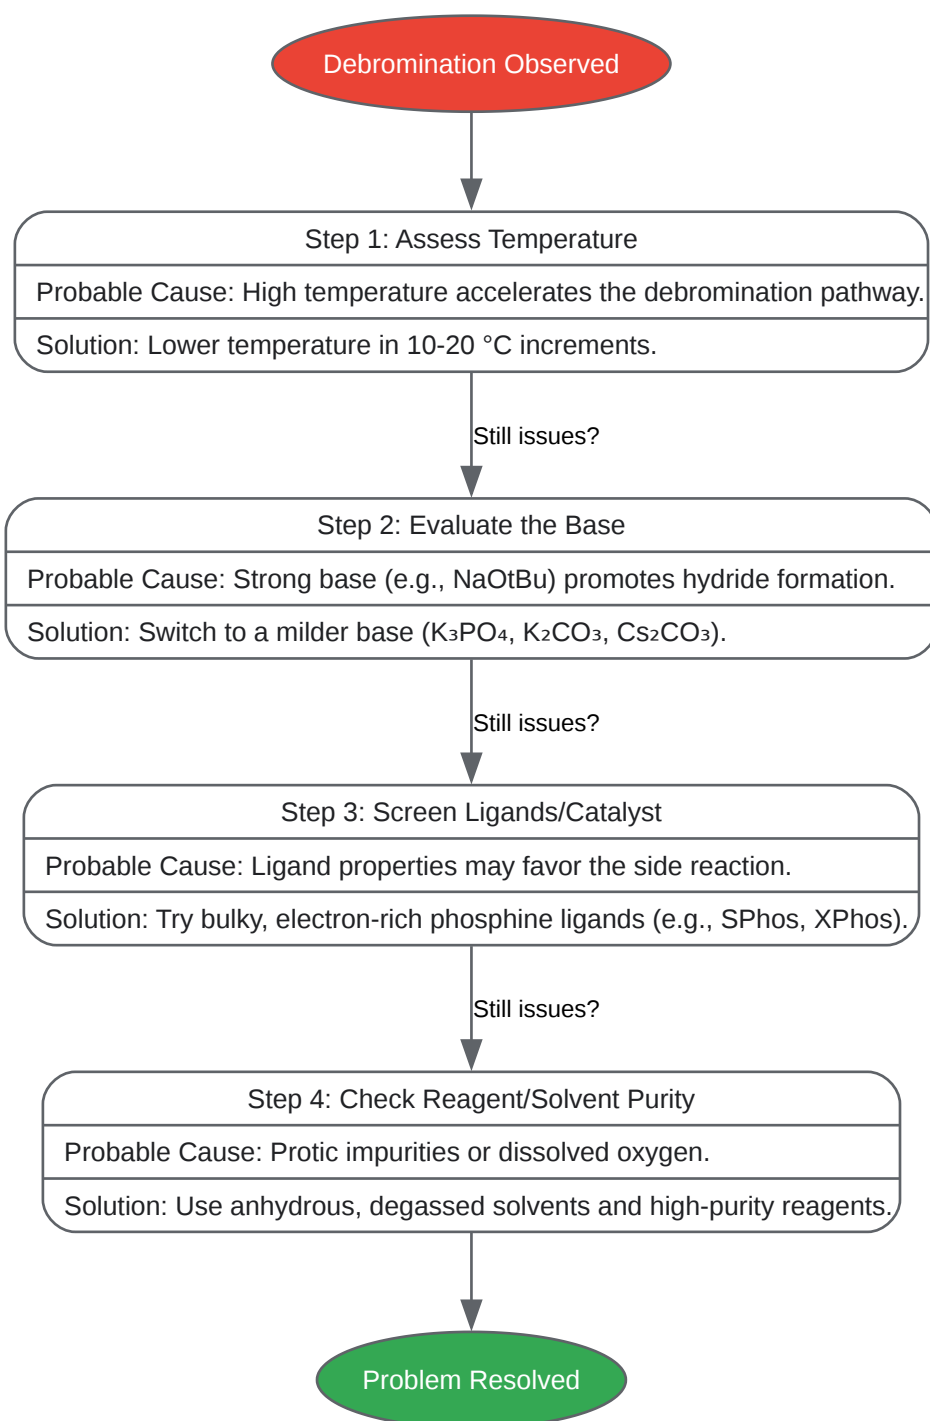 Debromination Observed
Step 1: Assess Temperature
Probable Cause: High temperature accelerates the debromination pathway.
Solution: Lower temperature in 10-20 °C increments.
Still issues?
Step 2: Evaluate the Base
Probable Cause: Strong base (e.g., NaOtBu) promotes hydride formation.
Solution: Switch to a milder base (K₃PO₄, K₂CO₃, Cs₂CO₃).
Still issues?
Step 3: Screen Ligands/Catalyst
Probable Cause: Ligand properties may favor the side reaction.
Solution: Try bulky, electron-rich phosphine ligands (e.g., SPhos, XPhos).
Still issues?
Step 4: Check Reagent/Solvent Purity
Probable Cause: Protic impurities or dissolved oxygen.
Solution: Use anhydrous, degassed solvents and high-purity reagents.
Problem Resolved